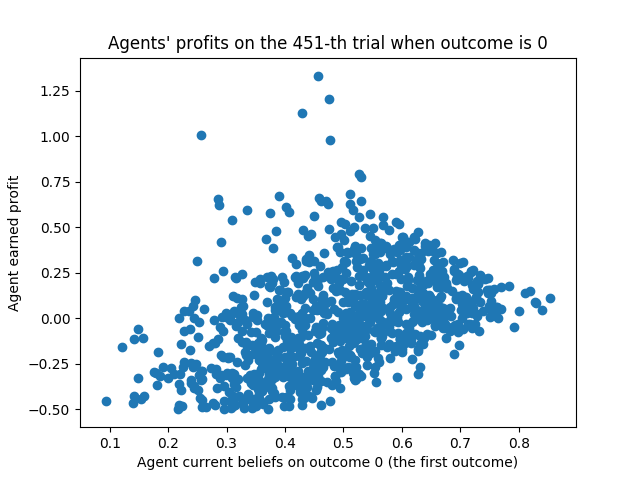 Agents' profits on the 451-th trial when outcome is 0
1.25
1.00
0.75
0.50
0.25
0.00
−0.25
−0.50
Agent earned profit
0.1 0.2 0.3 0.4 0.5 0.6 0.7 0.8
Agent current beliefs on outcome 0 (the first outcome)